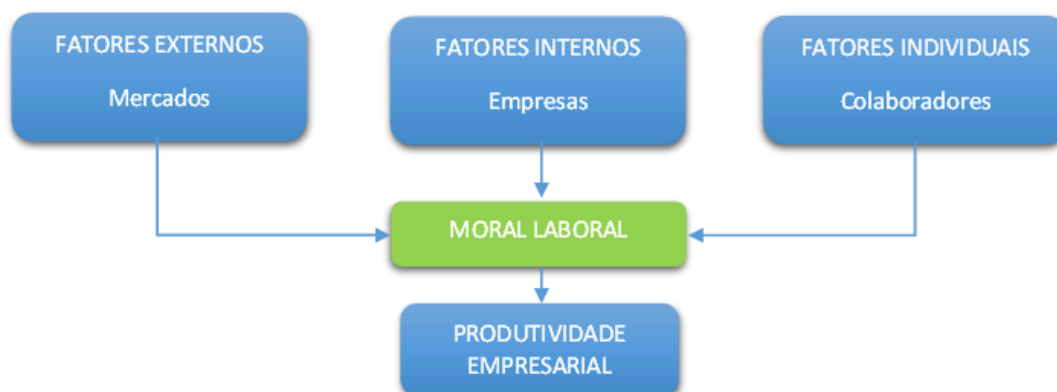 FATORES EXTERNOS
Mercados
FATORES INTERNOS
Empresas
FATORES INDIVIDUAIS
Colaboradores
MORAL LABORAL
PRODUTIVIDADE
EMPRESARIAL